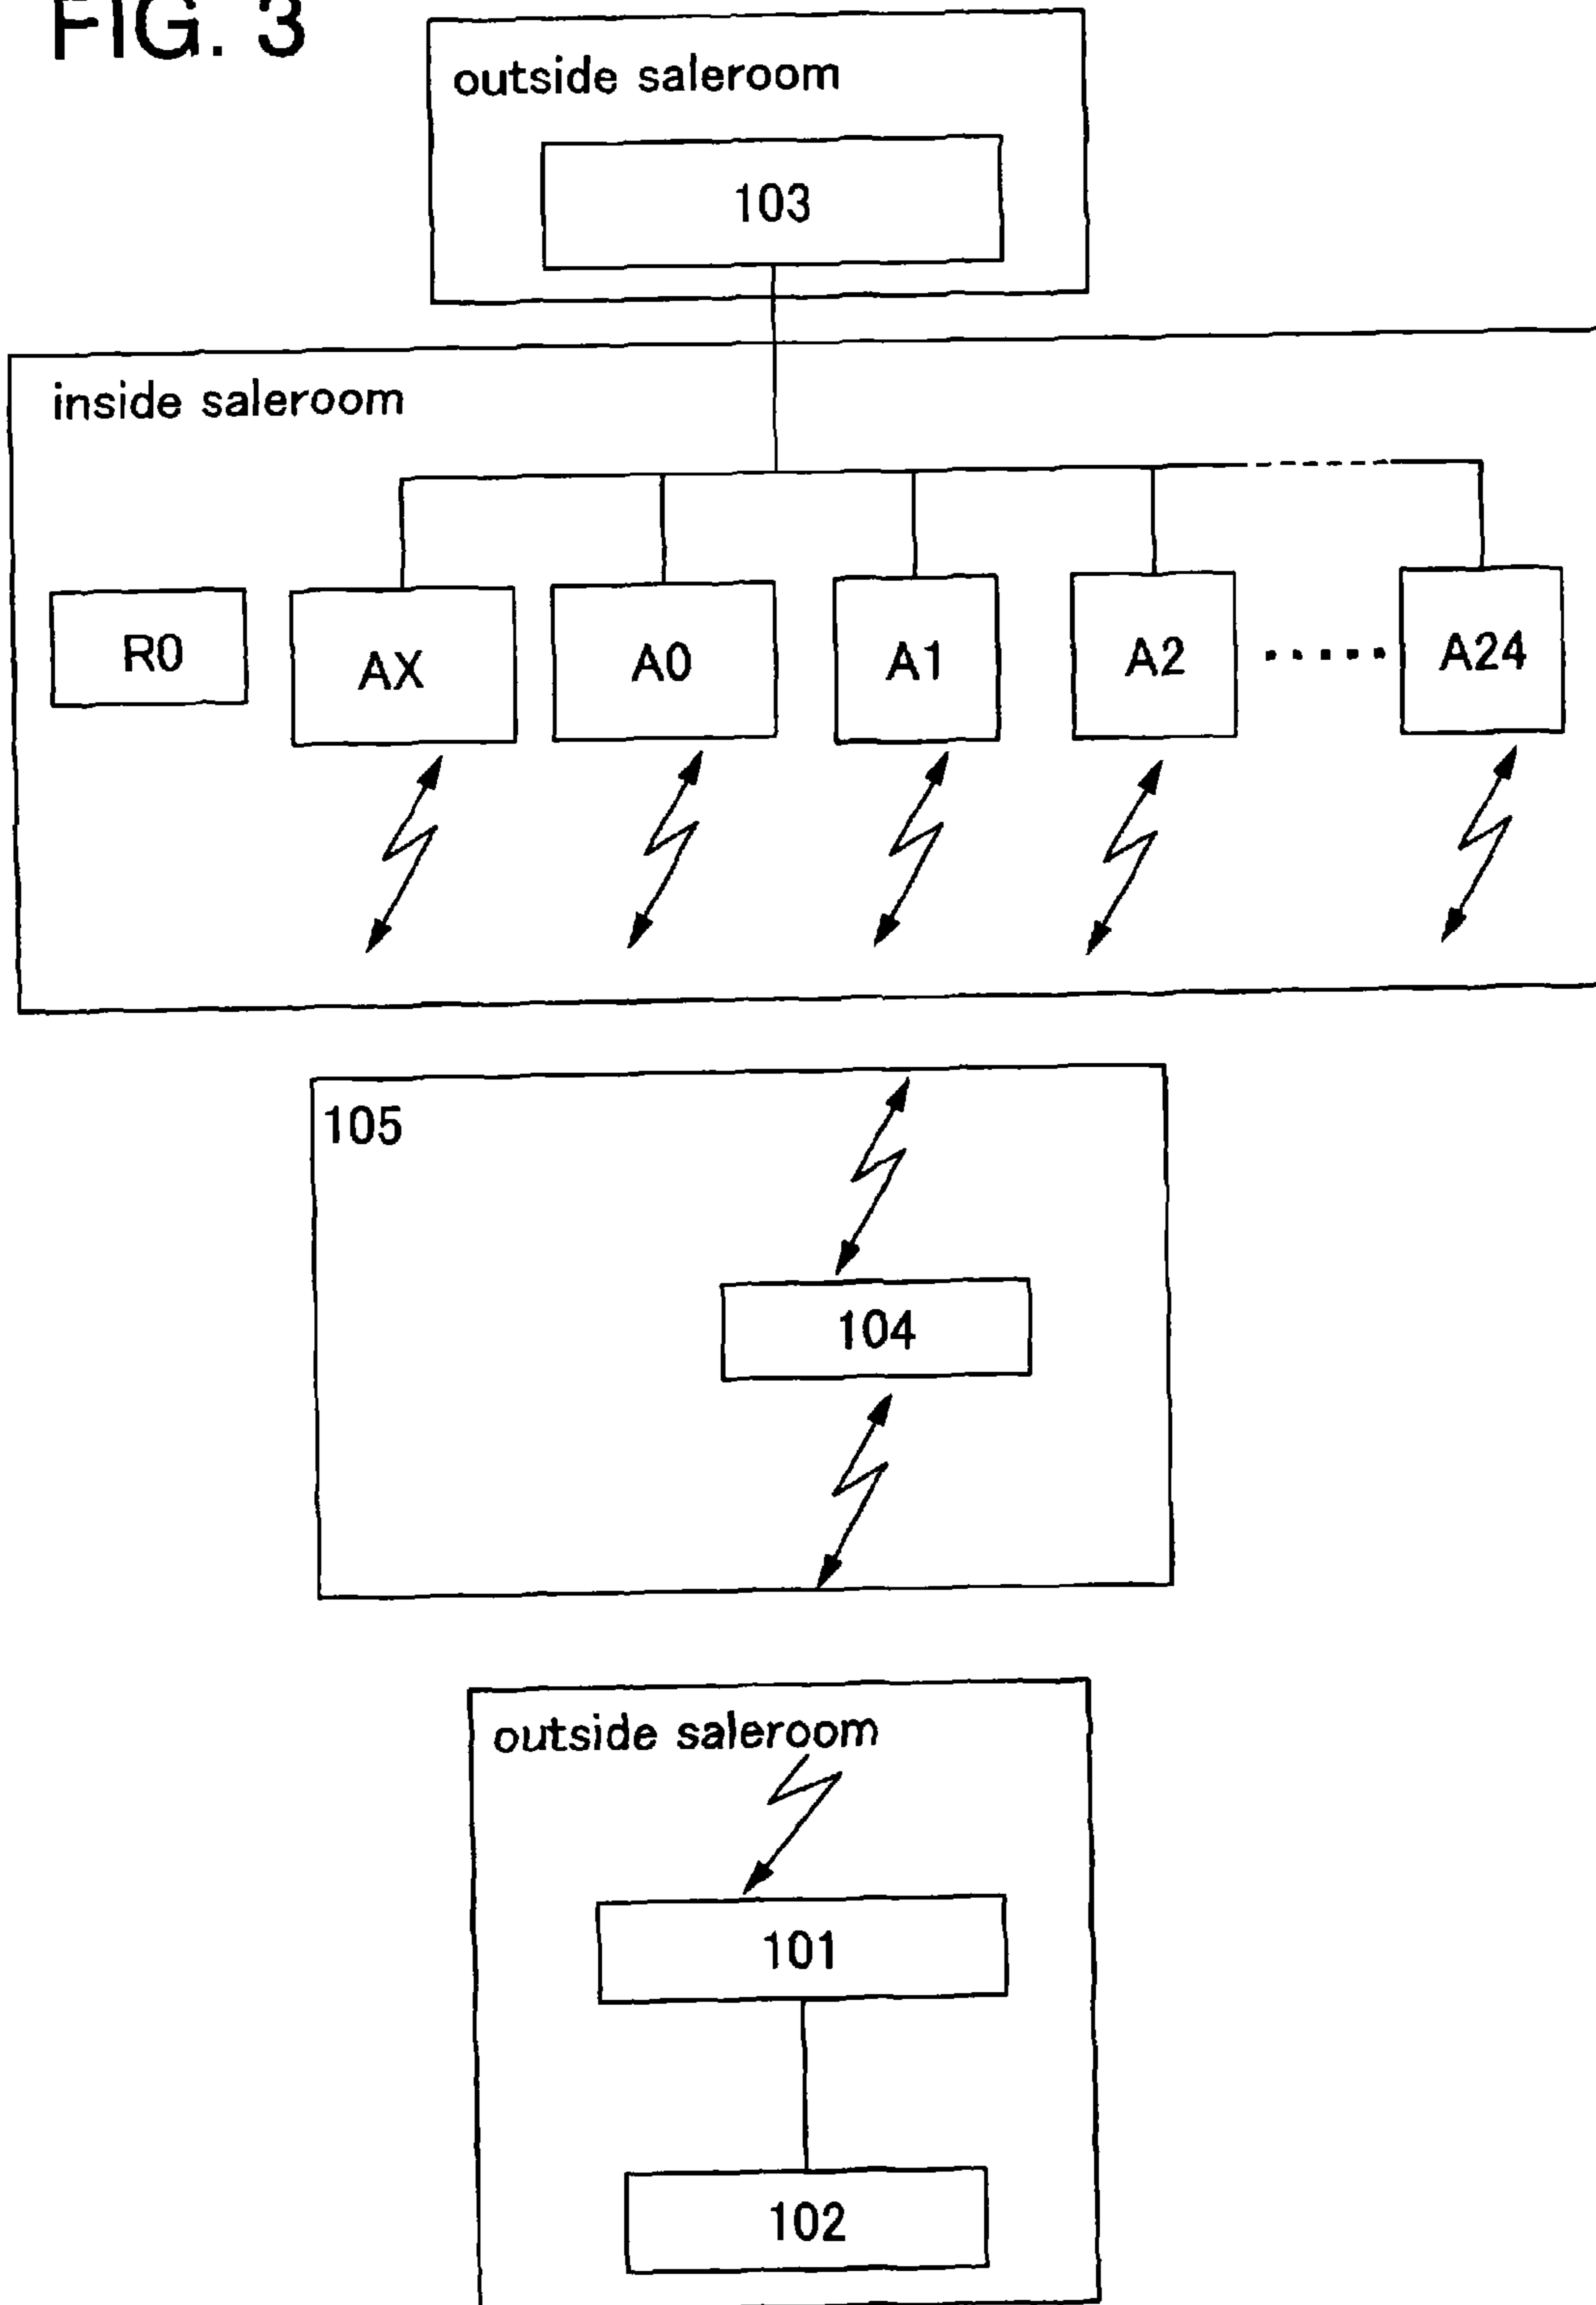 FIG. 3
outside saleroom
103
inside saleroom
R0 AX A0 A1 A2 ..... A24
105
104
outside saleroom
101
102